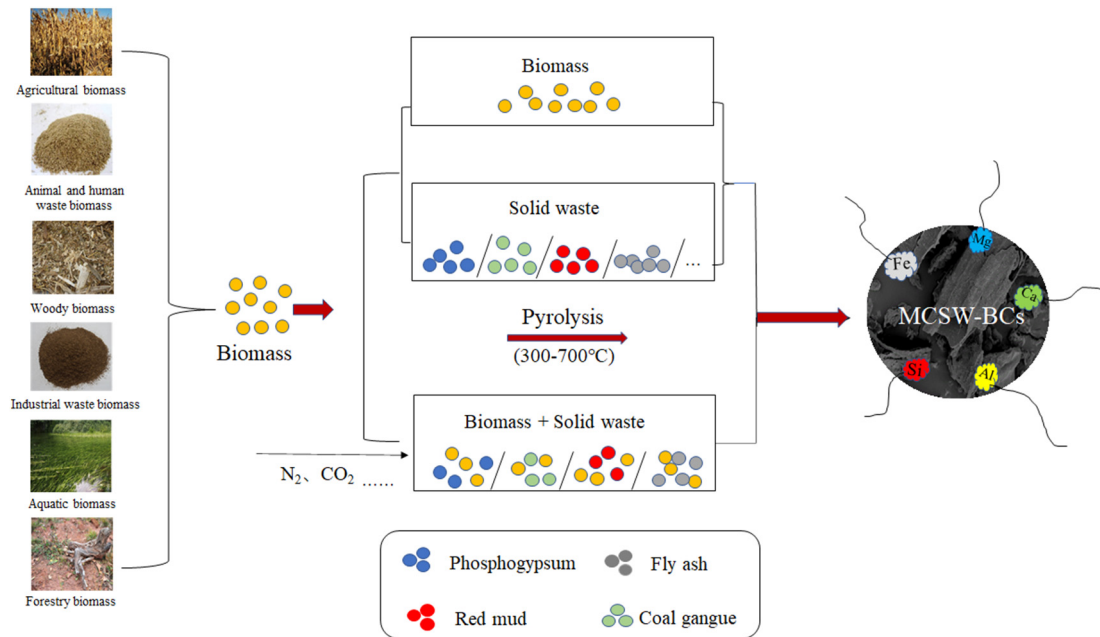 Agricultural biomass
Animal and human
waste biomass
Woody biomass
Industrial waste biomass
Aquatic biomass
Forestry biomass
Biomass
Biomass
Solid waste
...
Pyrolysis
(300-700℃)
Biomass + Solid waste
N₂、CO₂ ……
Fe
Mg
Ca
MCSW-BCs
Si
Al
Phosphogypsum
Fly ash
Red mud
Coal gangue